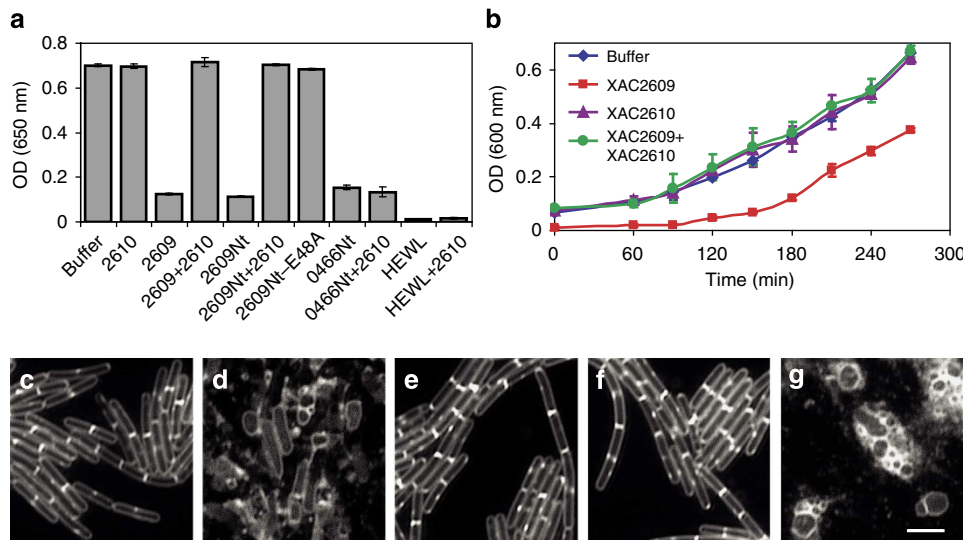 a
OD (650 nm)
0.8
0.6
0.4
0.2
0
Buffer
2610
2609
2609+2610
2609Nt
2609Nt+2610
2609Nt–E48A
0466Nt
0466Nt+2610
HEWL
HEWL+2610
b
OD (600 nm)
0.6
0.4
0.2
0
Buffer
XAC2609
XAC2610
XAC2609+
XAC2610
0 60 120 180 240 300
Time (min)
c d e f g